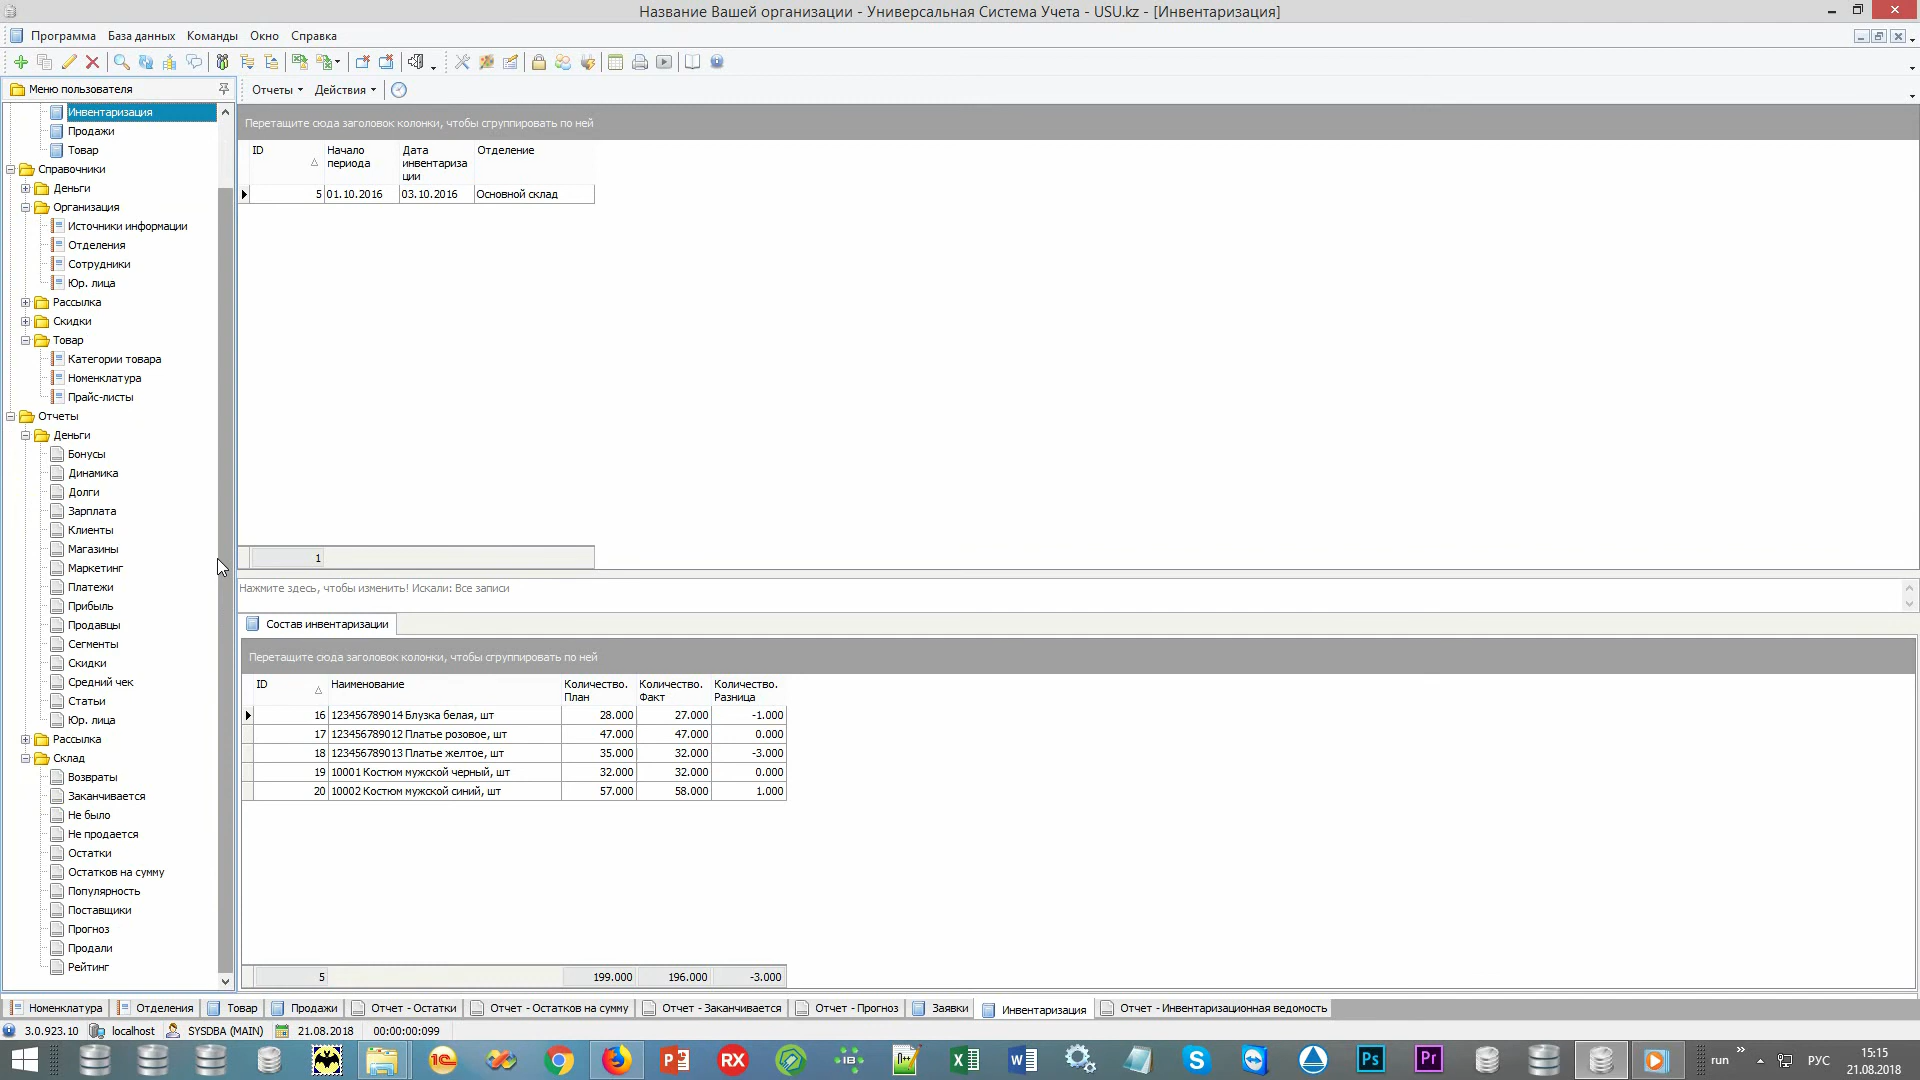 Название Вашей организации - Универсальная Система Учета - USU.kz - [Инвентаризация]
Программа База данных Команды Окно Справка
Меню пользователя
Отчеты Действия
Инвентаризация
Продажи
Товар
Справочники
Деньги
Организация
Источники информации
Отделения
Сотрудники
Юр. лица
Рассылка
Скидки
Товар
Категории товара
Номенклатура
Прайс-листы
Отчеты
Деньги
Бонусы
Динамика
Долги
Зарплата
Клиенты
Магазины
Маркетинг
Платежи
Прибыль
Продавцы
Сегменты
Скидки
Средний чек
Статьи
Юр. лица
Рассылка
Склад
Возвраты
Заканчивается
Не было
Не продается
Остатки
Остатков на сумму
Популярность
Поставщики
Прогноз
Продали
Рейтинг
Перетащите сюда заголовок колонки, чтобы сгруппировать по ней
ID Начало периода Дата инвентаризации Отделение
5 01.10.2016 03.10.2016 Основной склад
1
Нажмите здесь, чтобы изменить! Искали: Все записи
Состав инвентаризации
Перетащите сюда заголовок колонки, чтобы сгруппировать по ней
ID Наименование Количество. План Количество. Факт Количество. Разница
16 123456789014 Блузка белая, шт 28.000 27.000 -1.000
17 123456789012 Платье розовое, шт 47.000 47.000 0.000
18 123456789013 Платье желтое, шт 35.000 32.000 -3.000
19 10001 Костюм мужской черный, шт 32.000 32.000 0.000
20 10002 Костюм мужской синий, шт 57.000 58.000 1.000
5 199.000 196.000 -3.000
Номенклатура Отделения Товар Продажи Отчет - Остатки Отчет - Остатков на сумму Отчет - Заканчивается Отчет - Прогноз Заявки Инвентаризация Отчет - Инвентаризационная ведомость
3.0.923.10 localhost SYSDBA (MAIN) 21.08.2018 00:00:00:099
run РУС 15:15
21.08.2018